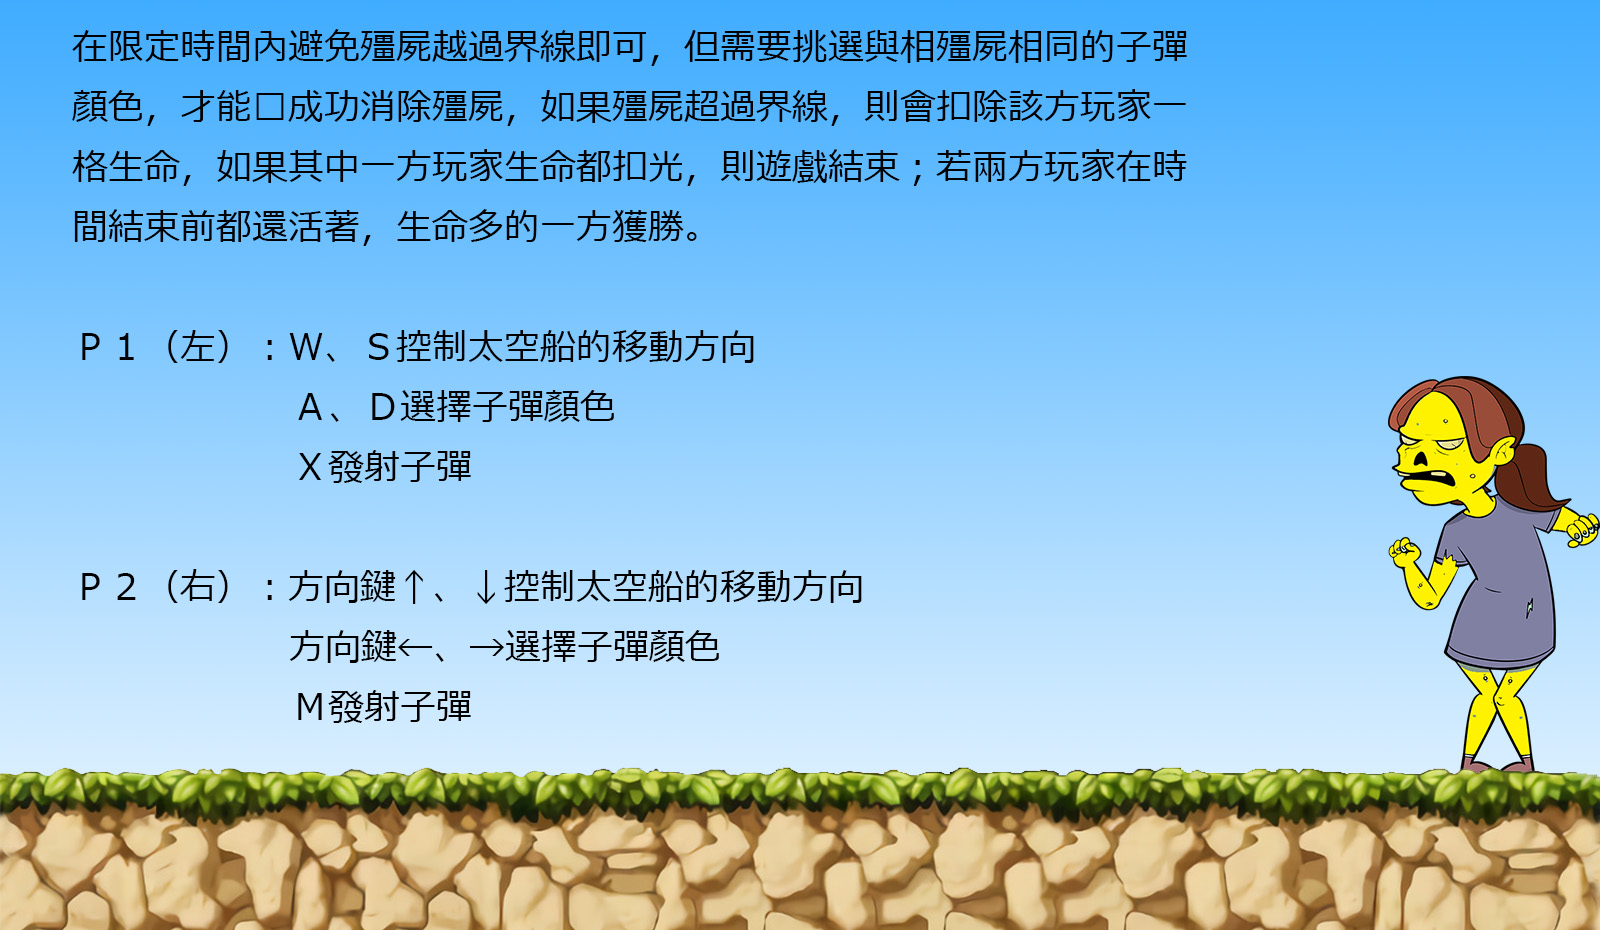 在限定時間內避免殭屍越過界線即可，但需要挑選與相殭屍相同的子彈
顏色，才能□成功消除殭屍，如果殭屍超過界線，則會扣除該方玩家一
格生命，如果其中一方玩家生命都扣光，則遊戲結束；若兩方玩家在時
間結束前都還活著，生命多的一方獲勝。
Ｐ１（左）：Ｗ、Ｓ控制太空船的移動方向
Ａ、Ｄ選擇子彈顏色
Ｘ發射子彈
Ｐ２（右）：方向鍵↑、↓控制太空船的移動方向
方向鍵←、→選擇子彈顏色
Ｍ發射子彈